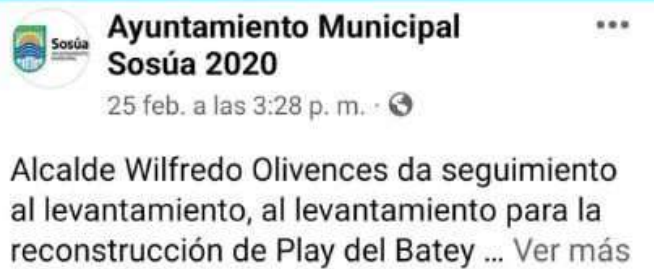 Sosúa
Ayuntamiento Municipal
Sosúa 2020
25 feb. a las 3:28 p. m. ·
Alcalde Wilfredo Olivences da seguimiento
al levantamiento, al levantamiento para la
reconstrucción de Play del Batey ... Ver más